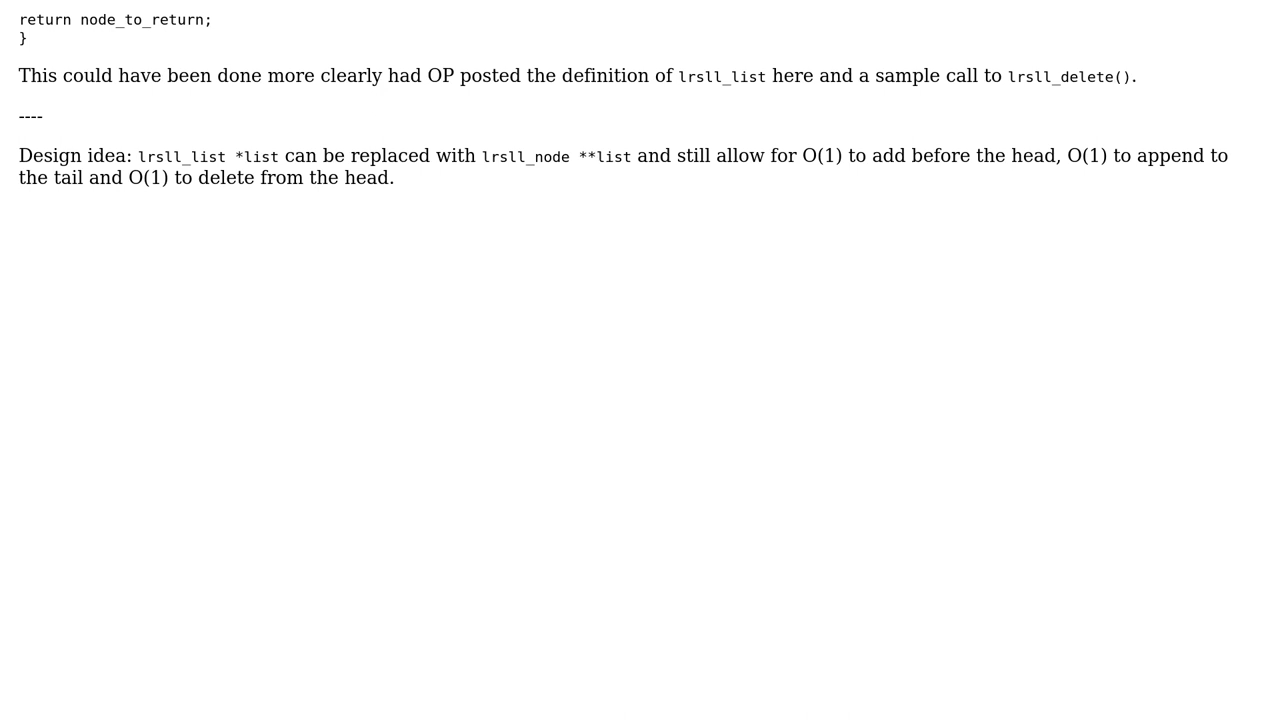 return node_to_return;
}
This could have been done more clearly had OP posted the definition of lrsll_list here and a sample call to lrsll_delete().
----
Design idea: lrsll_list *list can be replaced with lrsll_node **list and still allow for O(1) to add before the head, O(1) to append to
the tail and O(1) to delete from the head.